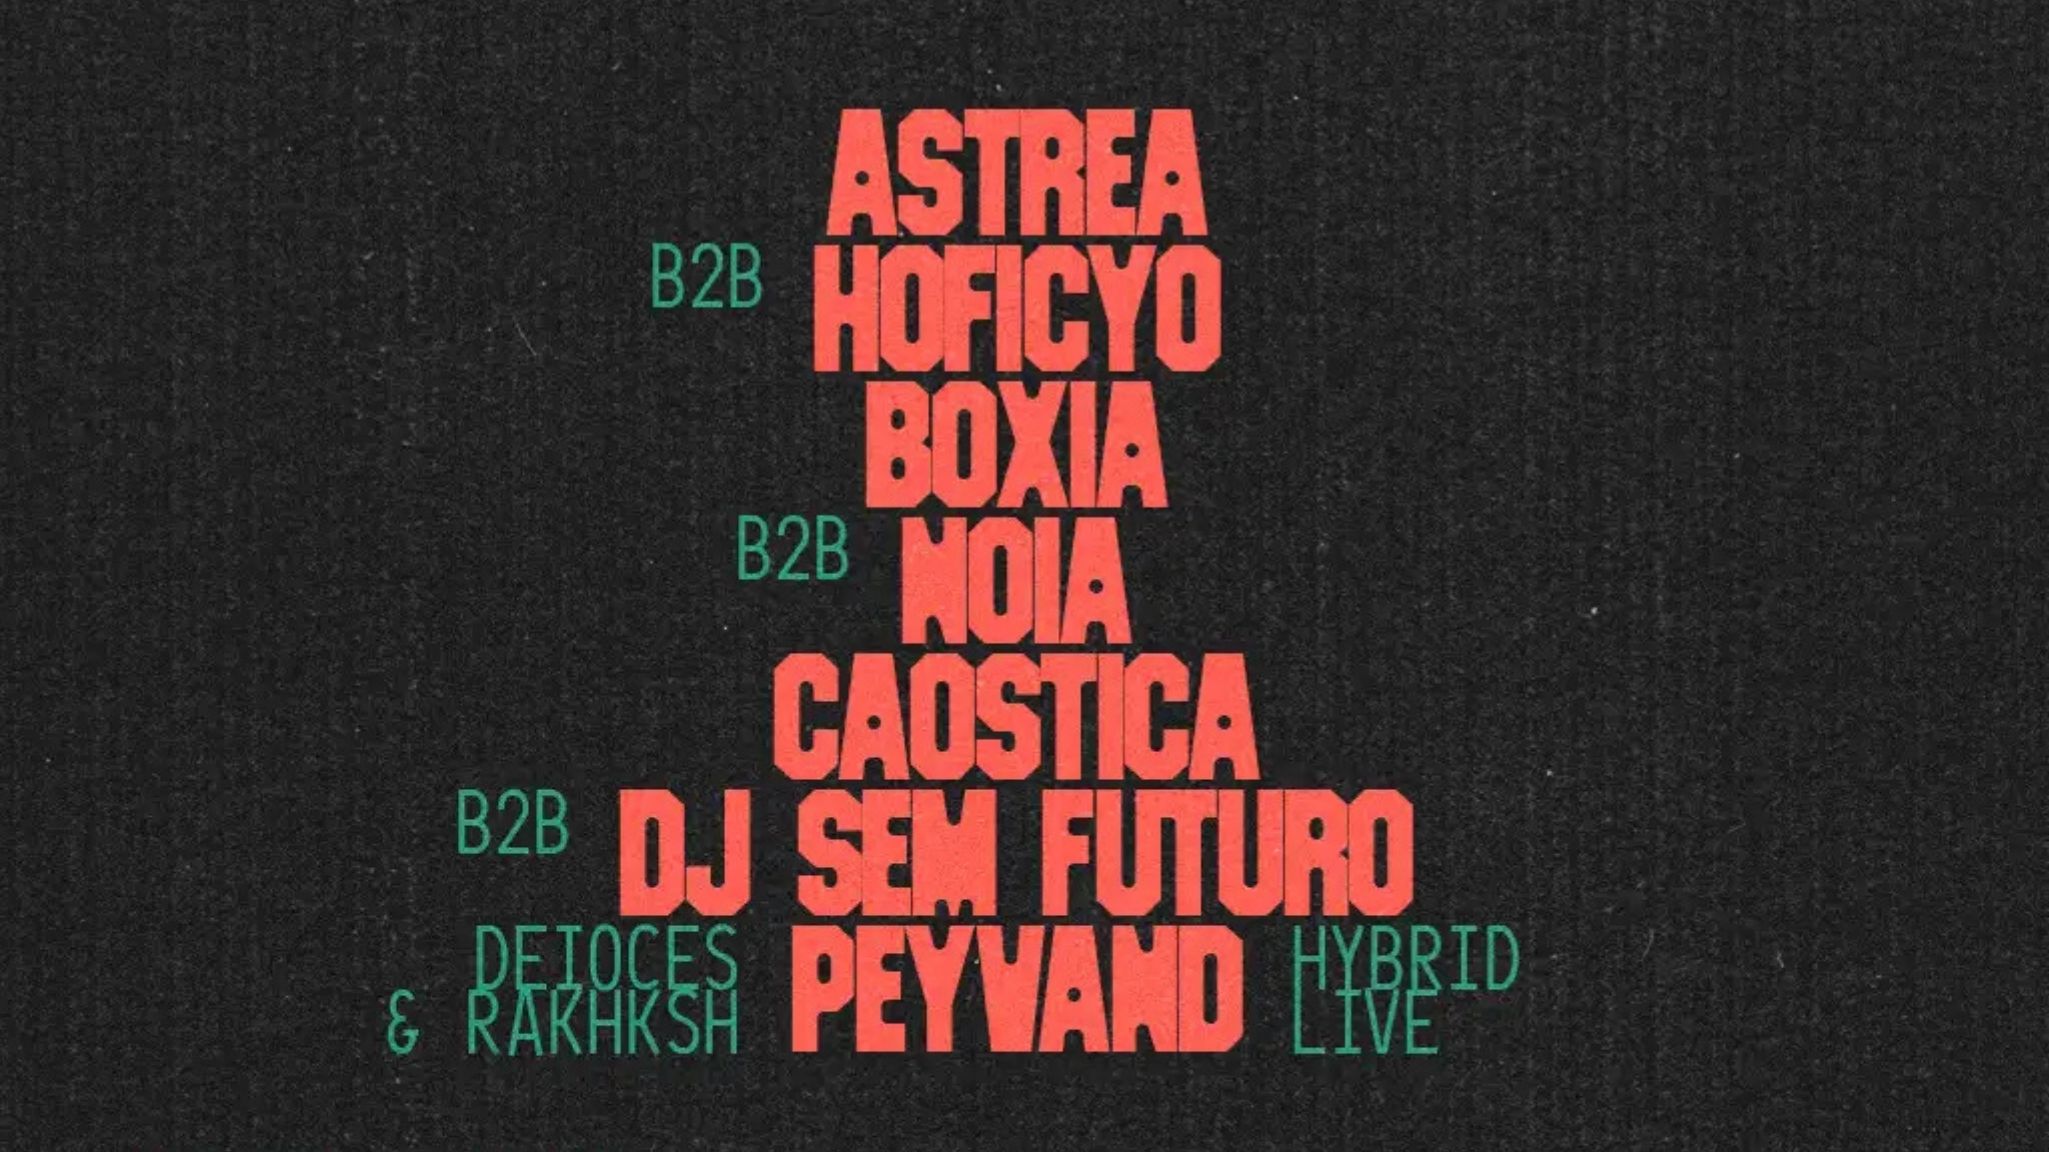 ASTREA
B2B HOFICYO
BOXIA
B2B NOIA
CAOSTICA
B2B DJ SEM FUTURO
DEIOCES
& RAKHKSH PEYVAND HYBRID
LIVE